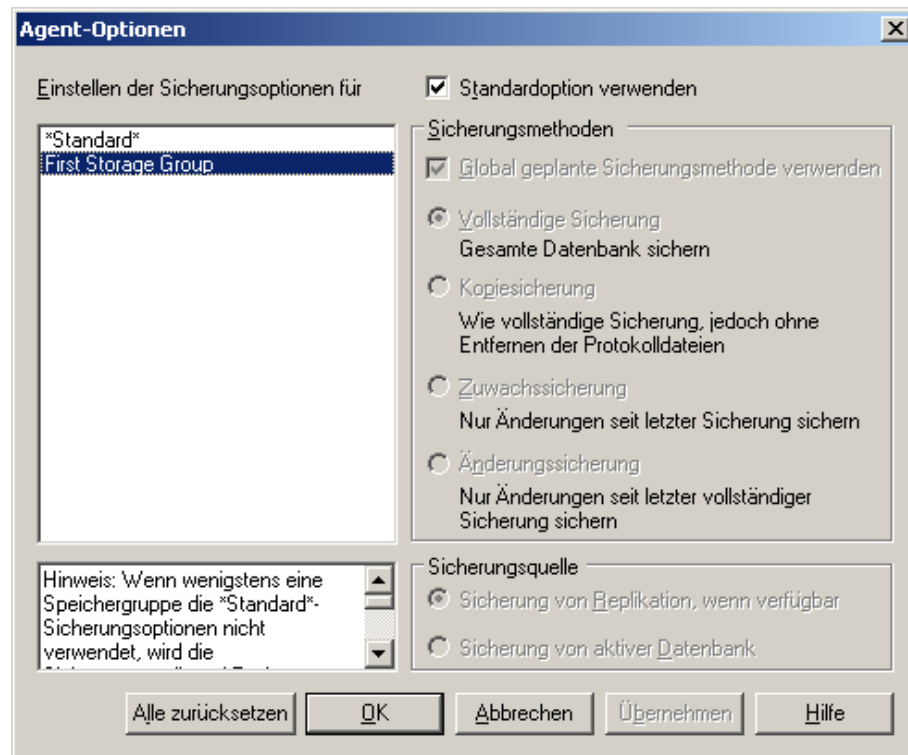 Agent-Optionen
Einstellen der Sicherungsoptionen für
Standardoption verwenden
*Standard*
First Storage Group
Sicherungsmethoden
Global geplante Sicherungsmethode verwenden
Vollständige Sicherung
Gesamte Datenbank sichern
Kopiesicherung
Wie vollständige Sicherung, jedoch ohne
Entfernen der Protokolldateien
Zuwachssicherung
Nur Änderungen seit letzter Sicherung sichern
Änderungssicherung
Nur Änderungen seit letzter vollständiger
Sicherung sichern
Hinweis: Wenn wenigstens eine
Speichergruppe die *Standard*-
Sicherungsoptionen nicht
verwendet, wird die
Sicherungsquelle
Sicherung von Replikation, wenn verfügbar
Sicherung von aktiver Datenbank
Alle zurücksetzen
OK
Abbrechen
Übernehmen
Hilfe